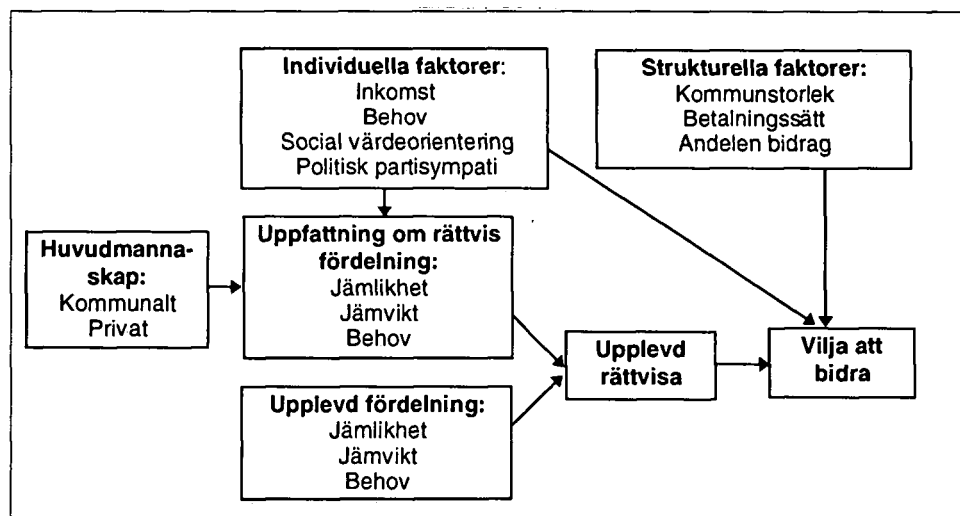 Individuella faktorer:
Inkomst
Behov
Social värdeorientering
Politisk partisympati
Strukturella faktorer:
Kommunstorlek
Betalningssätt
Andelen bidrag
Huvudmanna-
skap:
Kommunalt
Privat
Uppfattning om rättvis
fördelning:
Jämlikhet
Jämvikt
Behov
Upplevd fördelning:
Jämlikhet
Jämvikt
Behov
Upplevd
rättvisa
Vilja att
bidra